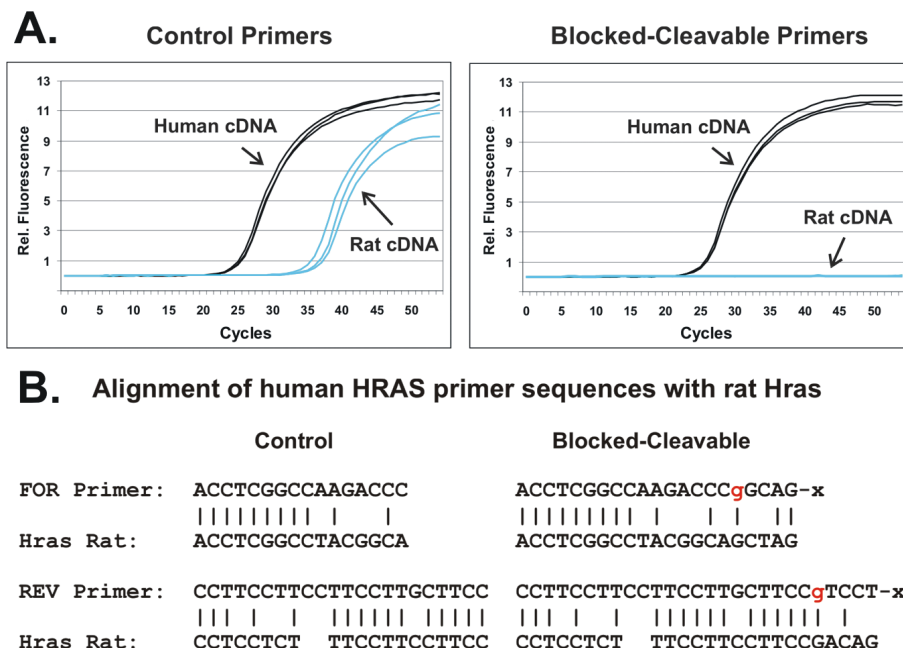 A.
Control Primers
Blocked-Cleavable Primers
13
11
9
7
5
3
1
Rel. Fluorescence
Human cDNA
Rat cDNA
0 5 10 15 20 25 30 35 40 45 50
Cycles
13
11
9
7
5
3
1
Rel. Fluorescence
Human cDNA
Rat cDNA
0 5 10 15 20 25 30 35 40 45 50
Cycles
B. Alignment of human HRAS primer sequences with rat Hras
Control Blocked-Cleavable
FOR Primer: ACCTCGGCCAAGACCC ACCTCGGCCAAGACCCgGCAG-x
Hras Rat: ACCTCGGCCTACGGCA ACCTCGGCCTACGGCAGCTAG
REV Primer: CCTTCCTTCCTTCCTTGCTTCC CCTTCCTTCCTTCCTTGCTTCCgTCCT-x
Hras Rat: CCTCCTCT TTCCTTCCTTCC CCTCCTCT TTCCTTCCTTCCGACAG